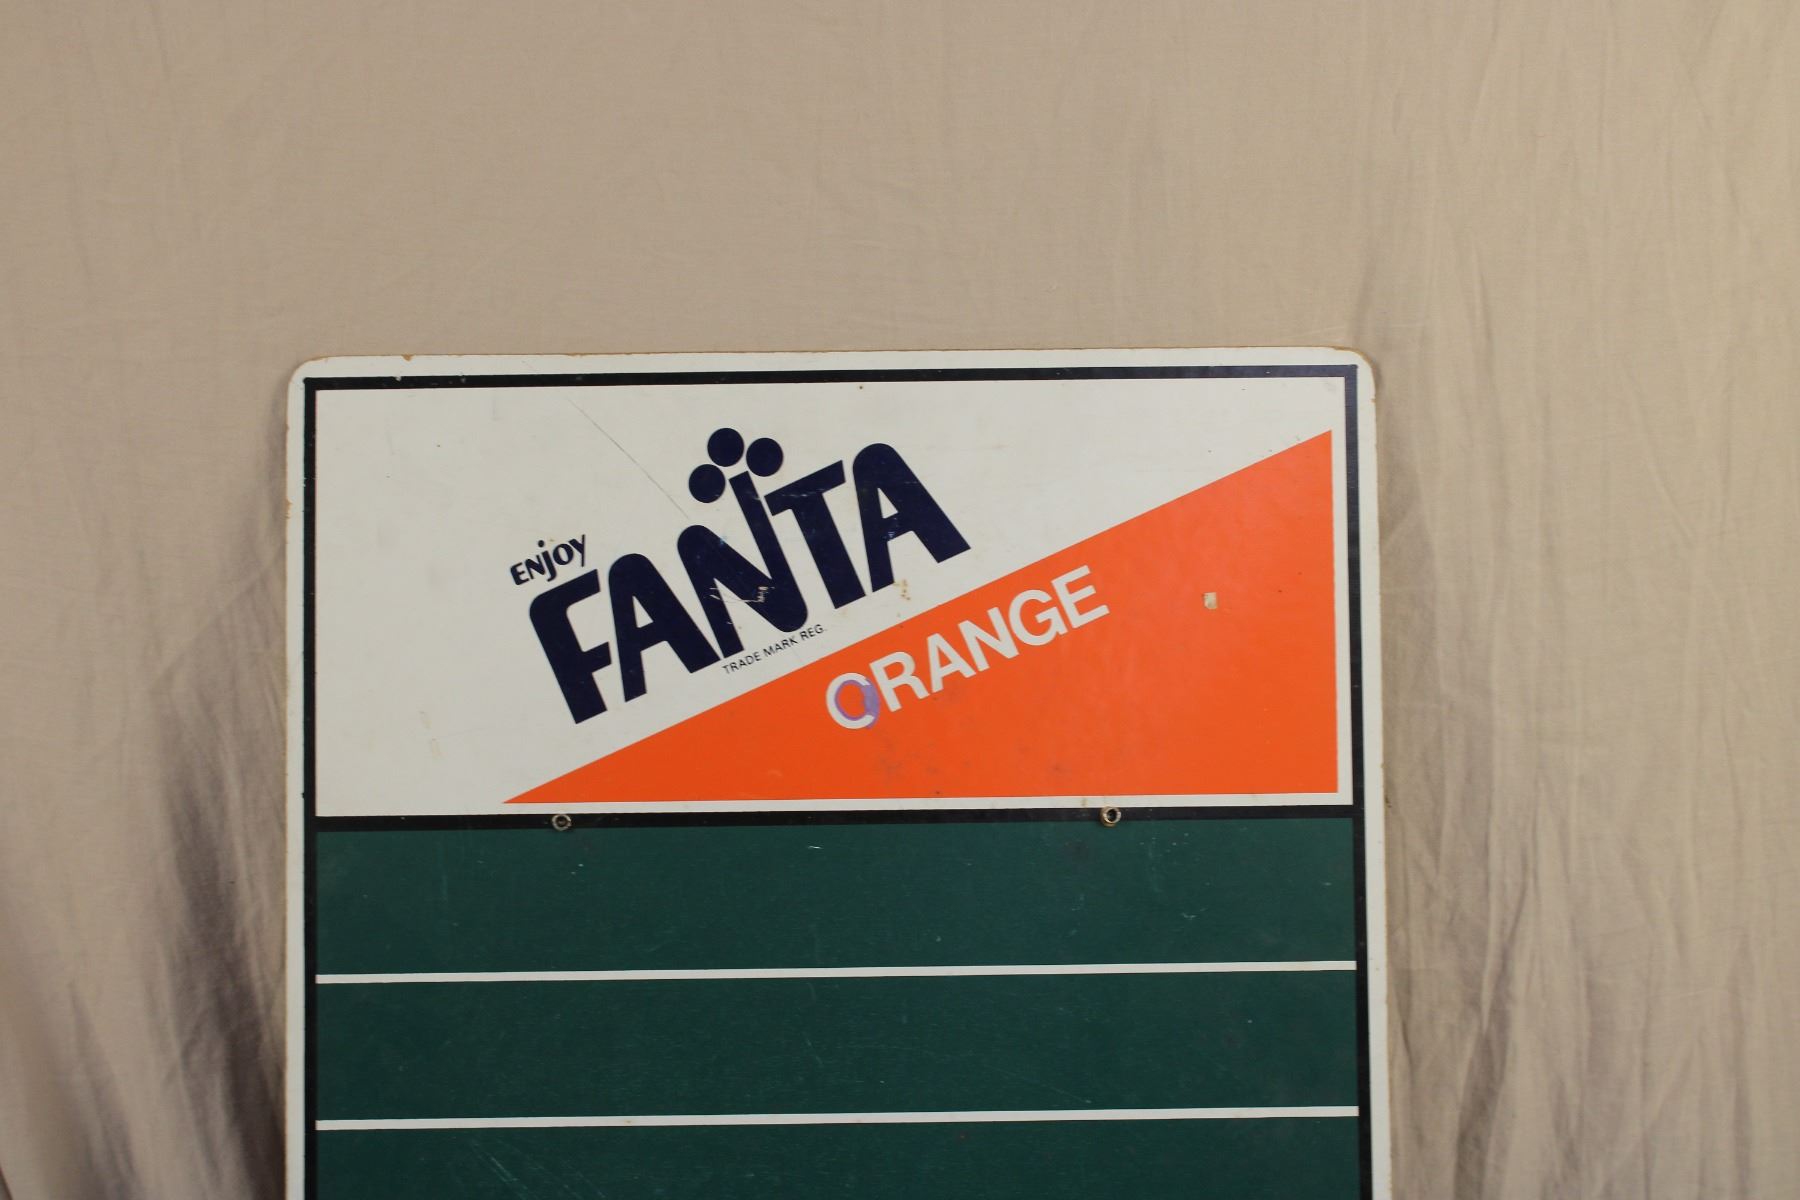 ENJOY
FANTA
TRADE MARK REG.
ORANGE